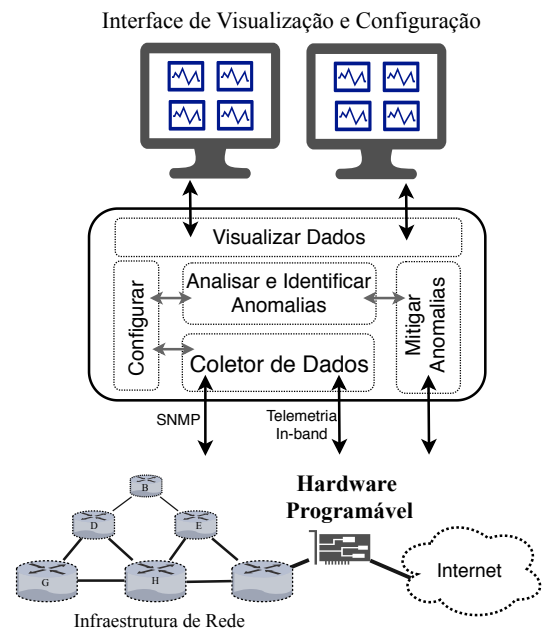 Interface de Visualização e Configuração
Visualizar Dados
Configurar
Analisar e Identificar
Anomalias
Mitigar
Anomalias
Coletor de Dados
SNMP
Telemetria
In-band
Hardware
Programável
B
D
E
G
H
Internet
Infraestrutura de Rede